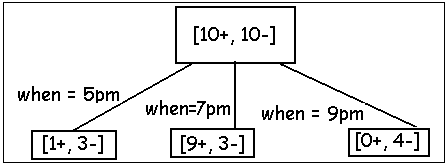 [10+, 10-]
when = 5pm
when=7pm
when = 9pm
[1+, 3-]
[9+, 3-]
[0+, 4-]